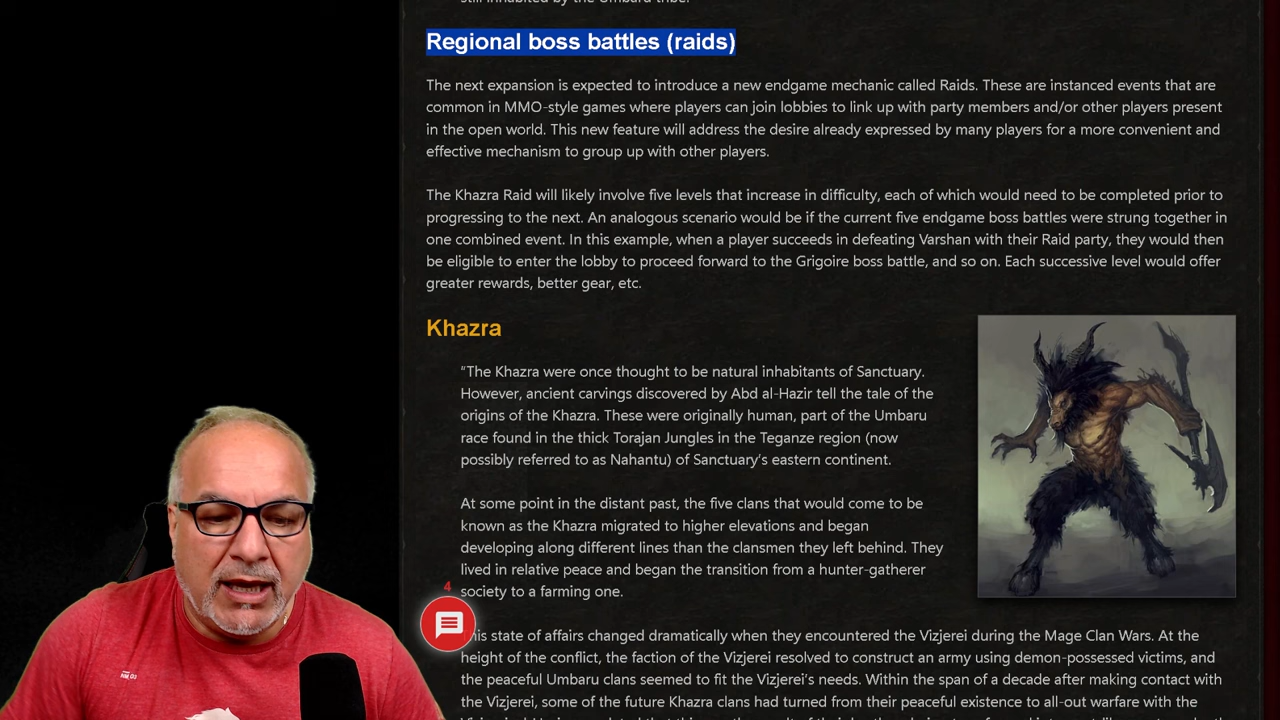 still inhabited by the Umbaru tribe.
Regional boss battles (raids)
The next expansion is expected to introduce a new endgame mechanic called Raids. These are instanced events that are
common in MMO-style games where players can join lobbies to link up with party members and/or other players present
in the open world. This new feature will address the desire already expressed by many players for a more convenient and
effective mechanism to group up with other players.
The Khazra Raid will likely involve five levels that increase in difficulty, each of which would need to be completed prior to
progressing to the next. An analogous scenario would be if the current five endgame boss battles were strung together in
one combined event. In this example, when a player succeeds in defeating Varshan with their Raid party, they would then
be eligible to enter the lobby to proceed forward to the Grigoire boss battle, and so on. Each successive level would offer
greater rewards, better gear, etc.
Khazra
"The Khazra were once thought to be natural inhabitants of Sanctuary.
However, ancient carvings discovered by Abd al-Hazir tell the tale of the
origins of the Khazra. These were originally human, part of the Umbaru
race found in the thick Torajan Jungles in the Teganze region (now
possibly referred to as Nahantu) of Sanctuary's eastern continent.
At some point in the distant past, the five clans that would come to be
known as the Khazra migrated to higher elevations and began
developing along different lines than the clansmen they left behind. They
lived in relative peace and began the transition from a hunter-gatherer
society to a farming one.
4
his state of affairs changed dramatically when they encountered the Vizjerei during the Mage Clan Wars. At the
height of the conflict, the faction of the Vizjerei resolved to construct an army using demon-possessed victims, and
the peaceful Umbaru clans seemed to fit the Vizjerei's needs. Within the span of a decade after making contact with
the Vizjerei, some of the future Khazra clans had turned from their peaceful existence to all-out warfare with the